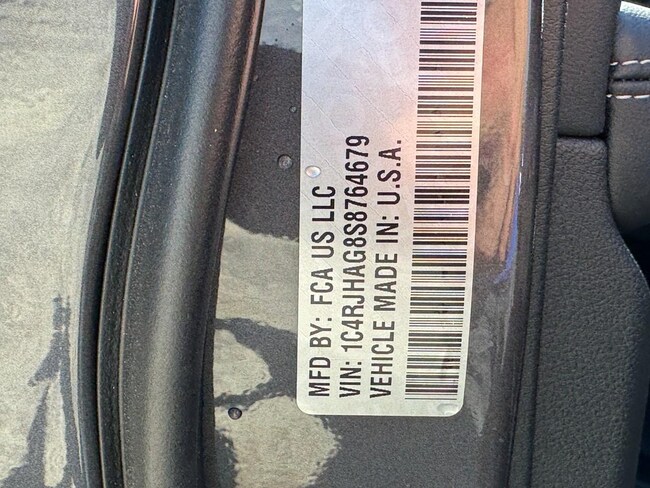 MFD BY: FCA US LLC
VIN: 1C4RJHAG8S8764679
VEHICLE MADE IN: U.S.A.